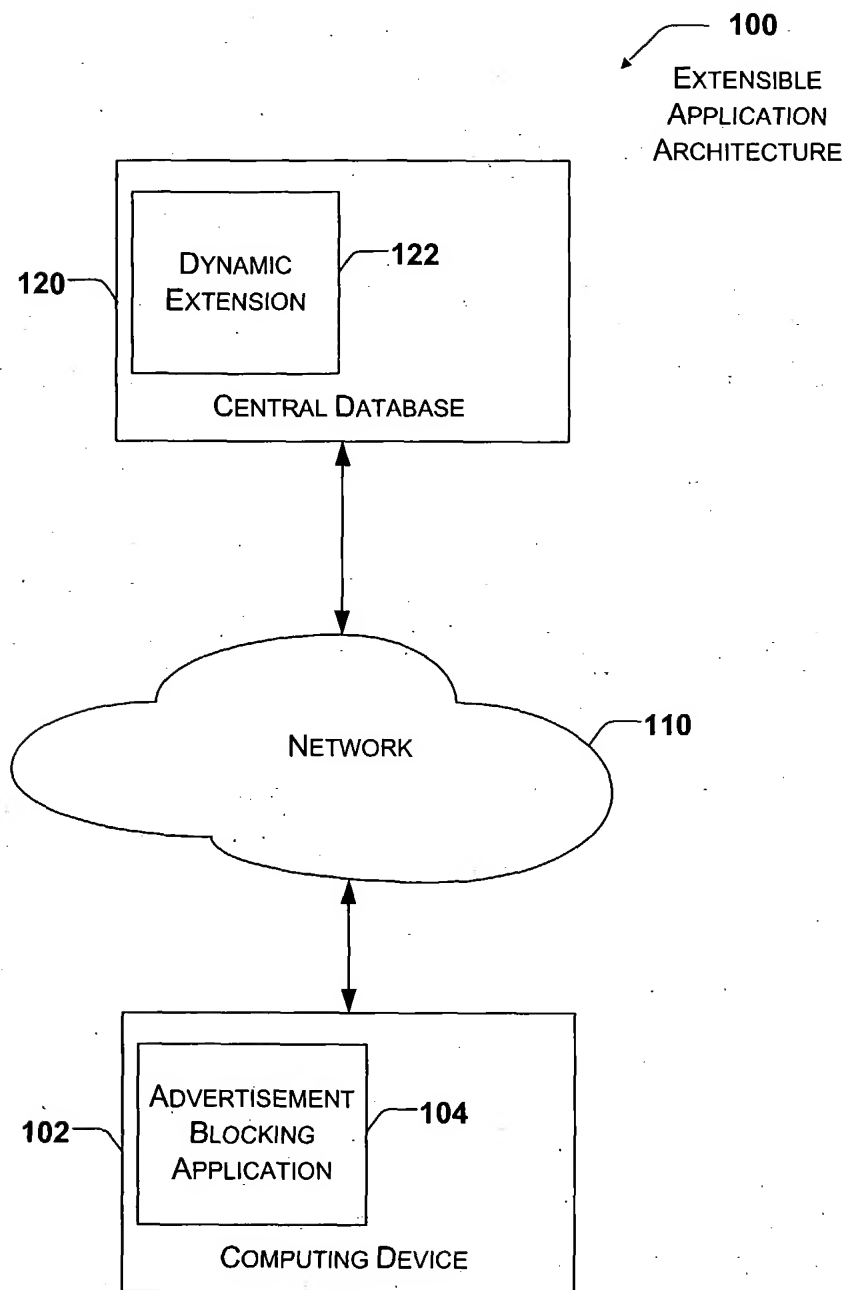 100
EXTENSIBLE
APPLICATION
ARCHITECTURE
DYNAMIC
EXTENSION
122
120
CENTRAL DATABASE
NETWORK
110
ADVERTISEMENT
BLOCKING
APPLICATION
104
102
COMPUTING DEVICE